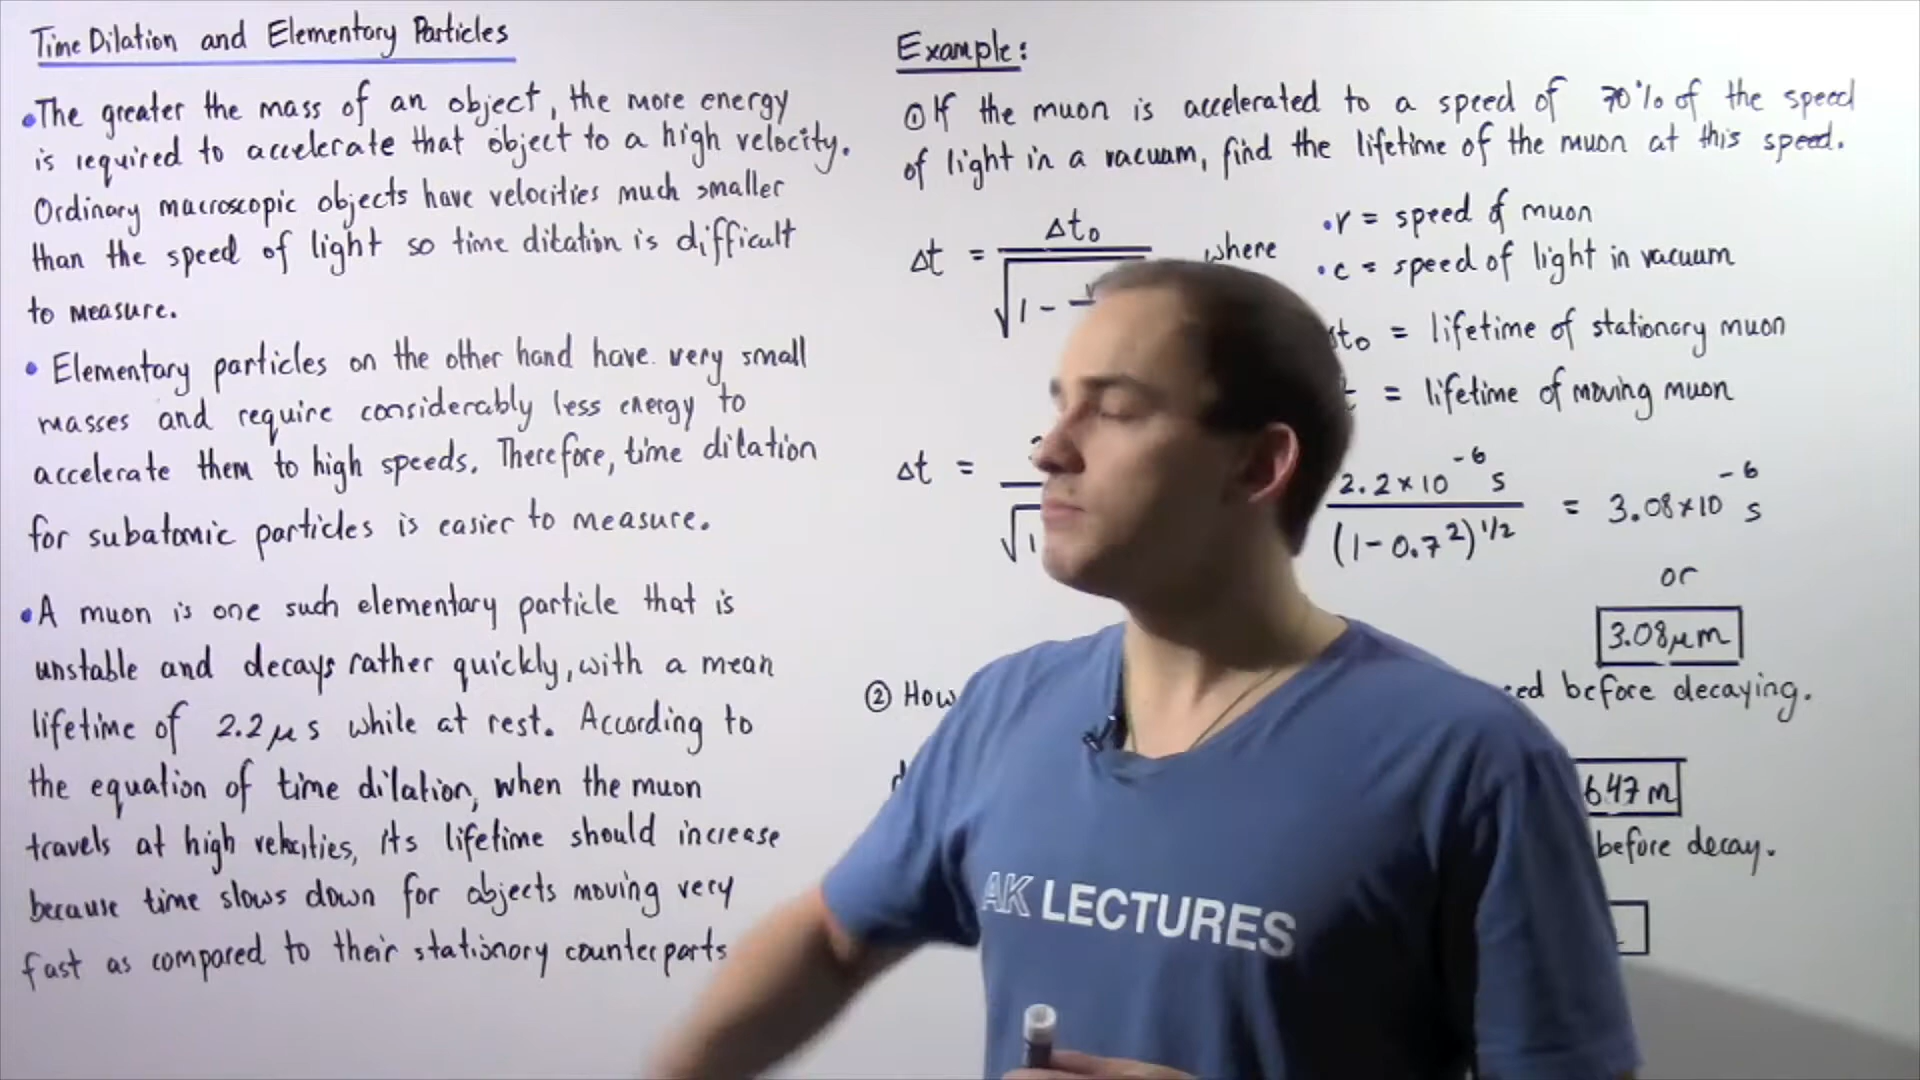 Time Dilation and Elementary Particles
•The greater the mass of an object, the more energy
is required to accelerate that object to a high velocity.
Ordinary macroscopic objects have velocities much smaller
than the speed of light so time dilation is difficult
to measure.
• Elementary particles on the other hand have very small
masses and require considerably less energy to
accelerate them to high speeds. Therefore, time dilation
for subatomic particles is easier to measure.
•A muon is one such elementary particle that is
unstable and decays rather quickly, with a mean
lifetime of 2.2 μs while at rest. According to
the equation of time dilation, when the muon
travels at high velocities, its lifetime should increase
because time slows down for objects moving very
fast as compared to their stationary counterparts
Example:
① If the muon is accelerated to a speed of 70% of the speed
of light in a vacuum, find the lifetime of the muon at this speed.
Δt = Δt₀ / √1 - where
•v = speed of muon
•c = speed of light in vacuum
t₀ = lifetime of stationary muon
t = lifetime of moving muon
Δt = 2.2×10⁻⁶ s / (1-0.7²)^1/2 = 3.08×10⁻⁶ s
or
3.08μm
② How before decaying.
647 m
before decay.
AK LECTURES